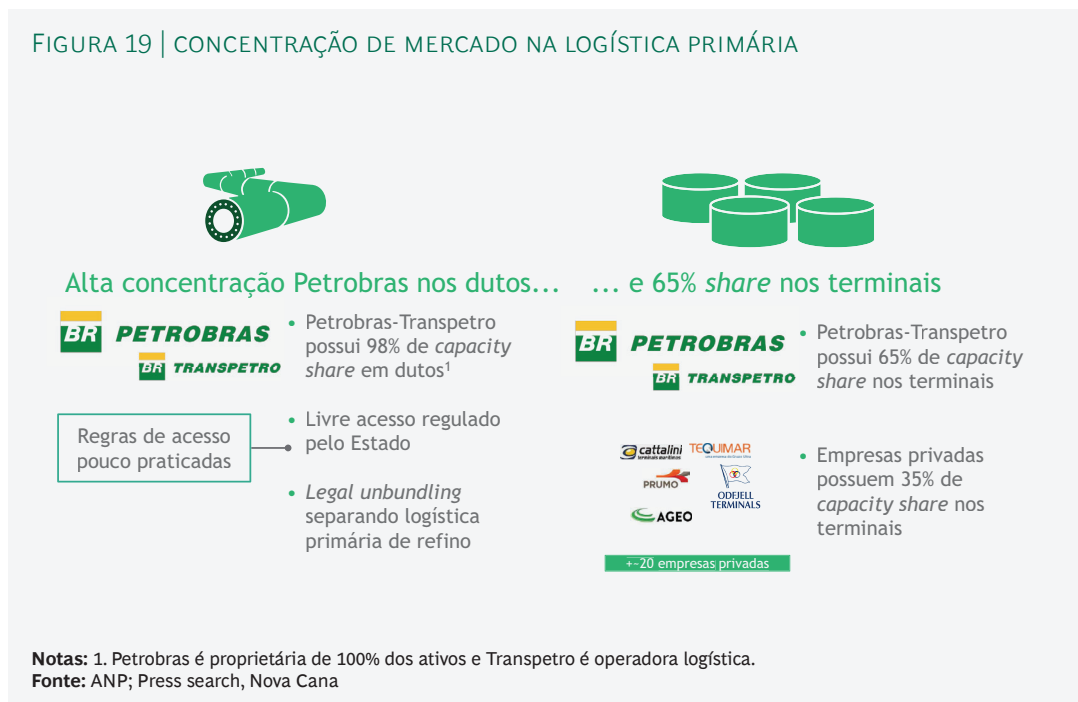 FIGURA 19 | CONCENTRAÇÃO DE MERCADO NA LOGÍSTICA PRIMÁRIA
Alta concentração Petrobras nos dutos...
BR PETROBRAS
BR TRANSPETRO
• Petrobras-Transpetro
possui 98% de capacity
share em dutos¹
Regras de acesso
pouco praticadas
• Livre acesso regulado
pelo Estado
• Legal unbundling
separando logística
primária de refino
... e 65% share nos terminais
BR PETROBRAS
BR TRANSPETRO
• Petrobras-Transpetro
possui 65% de capacity
share nos terminais
cattalini
terminais marítimos
TEQUIMAR
PRUMO
ODFJELL
TERMINALS
AGEO
+-20 empresas privadas
• Empresas privadas
possuem 35% de
capacity share nos
terminais
Notas: 1. Petrobras é proprietária de 100% dos ativos e Transpetro é operadora logística.
Fonte: ANP; Press search, Nova Cana